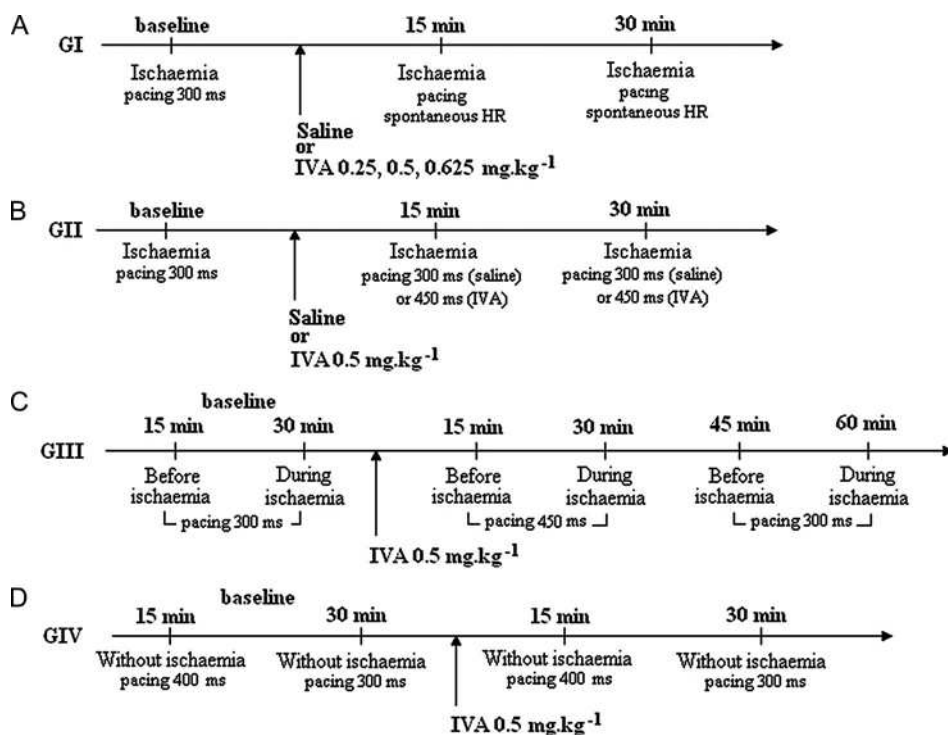 A
GI
baseline 15 min 30 min
Ischaemia Ischaemia Ischaemia
pacing 300 ms pacing pacing
spontaneous HR spontaneous HR
Saline
or
IVA 0.25, 0.5, 0.625 mg.kg-1
B
GII
baseline 15 min 30 min
Ischaemia Ischaemia Ischaemia
pacing 300 ms pacing 300 ms (saline) pacing 300 ms (saline)
or 450 ms (IVA) or 450 ms (IVA)
Saline
or
IVA 0.5 mg.kg-1
C
baseline
15 min 30 min 15 min 30 min 45 min 60 min
GIII
Before During Before During Before During
ischaemia ischaemia ischaemia ischaemia ischaemia ischaemia
pacing 300 ms pacing 450 ms pacing 300 ms
IVA 0.5 mg.kg-1
D
baseline
15 min 30 min 15 min 30 min
GIV
Without ischaemia Without ischaemia Without ischaemia Without ischaemia
pacing 400 ms pacing 300 ms pacing 400 ms pacing 300 ms
IVA 0.5 mg.kg-1